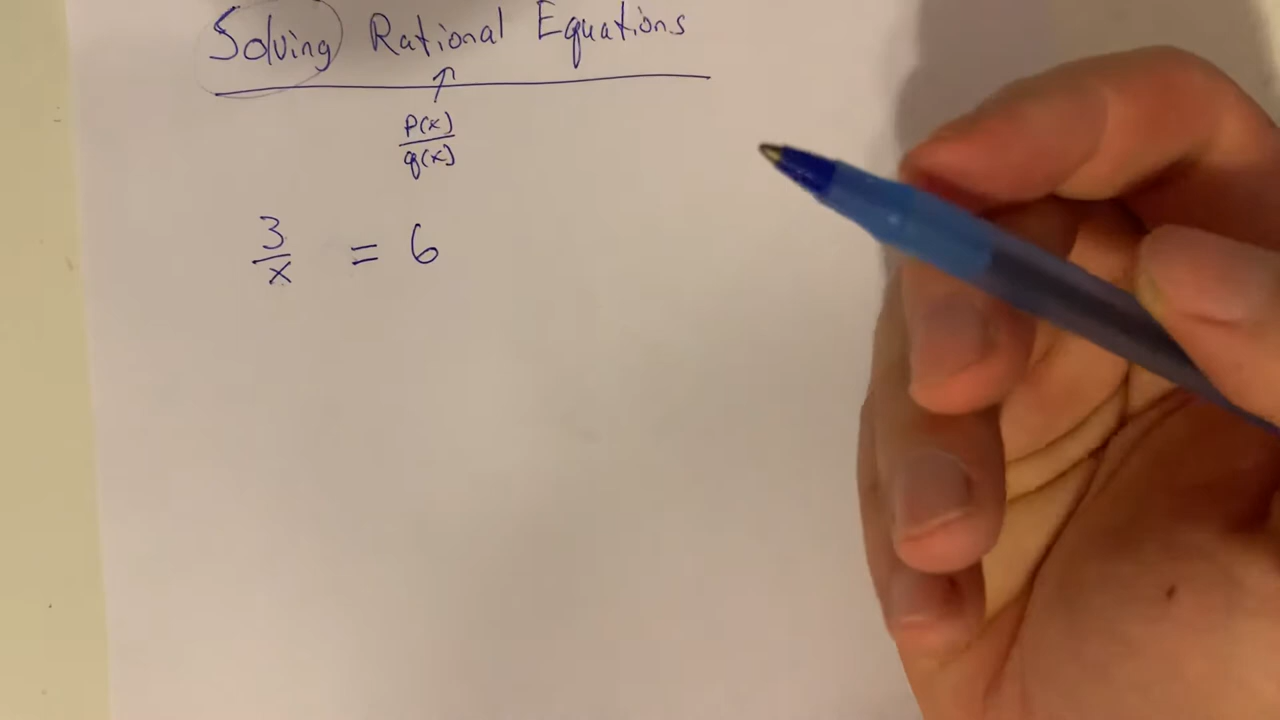 Solving Rational Equations
p(x)
q(x)
3
x
= 6